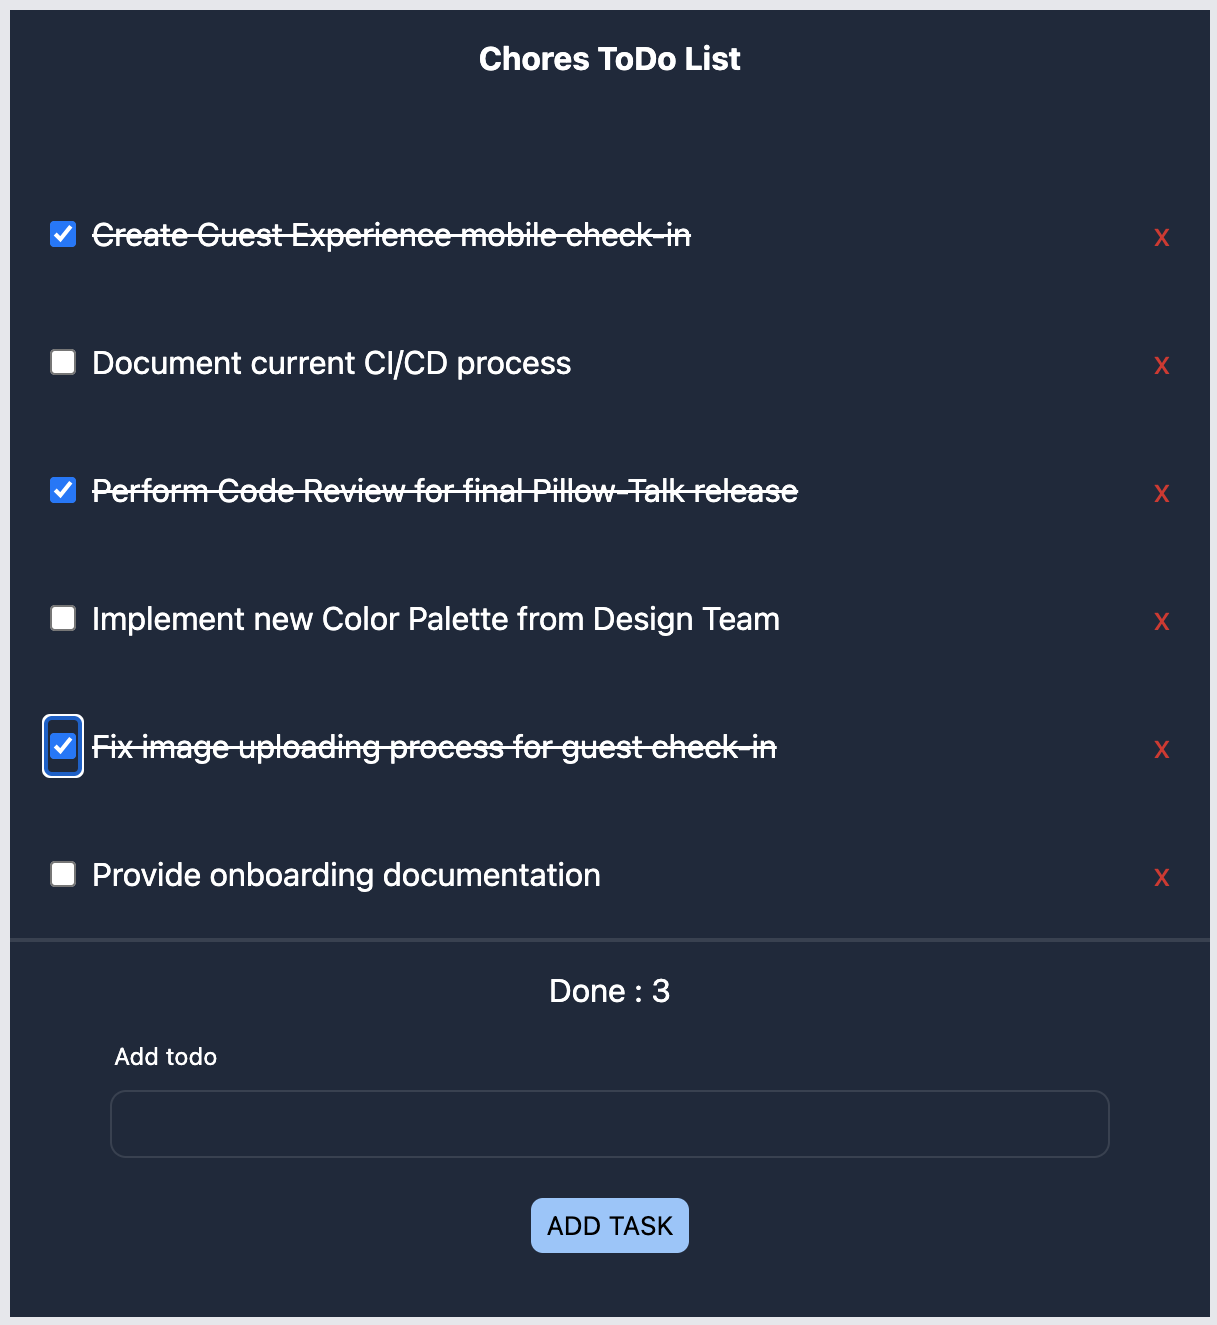 Chores ToDo List
Create Guest Experience mobile check-in
x
Document current CI/CD process
x
Perform Code Review for final Pillow-Talk release
x
Implement new Color Palette from Design Team
x
Fix image uploading process for guest check-in
x
Provide onboarding documentation
x
Done : 3
Add todo
ADD TASK